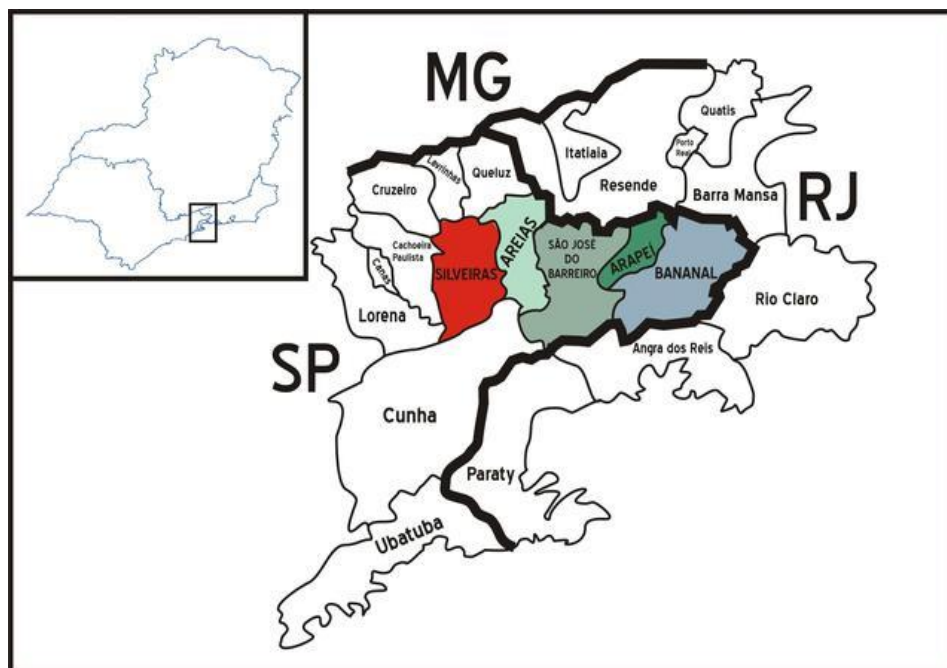 MG
Quatis
Porto
Real
Itatiaia
Lavrinhas
Queluz
Cruzeiro
Resende
Barra Mansa
RJ
Cachoeira
Paulista
Canas
SILVEIRAS
AREIAS
SÃO JOSÉ
DO
BARREIRO
ARAPEÍ
BANANAL
Rio Claro
Lorena
Angra dos Reis
SP
Cunha
Paraty
Ubatuba